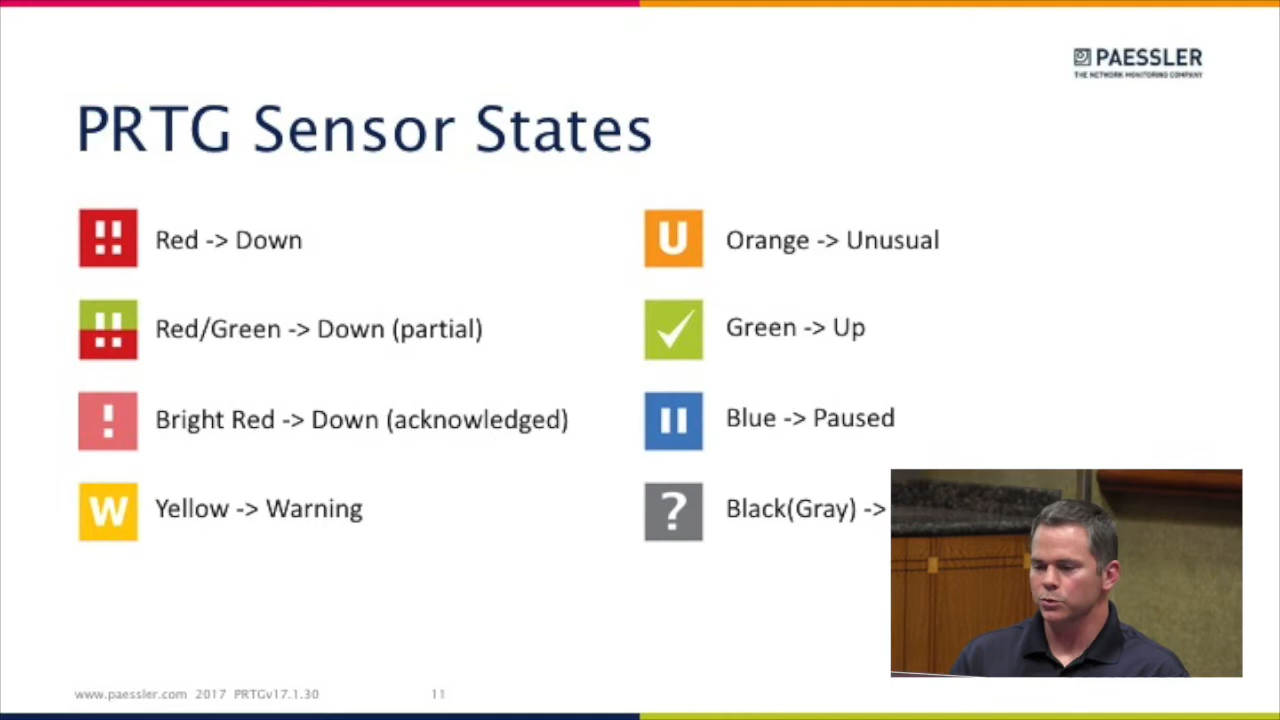 PAESSLER
THE NETWORK MONITORING COMPANY
PRTG Sensor States
!! Red -> Down
!! Red/Green -> Down (partial)
! Bright Red -> Down (acknowledged)
W Yellow -> Warning
U Orange -> Unusual
Green -> Up
Blue -> Paused
? Black(Gray) ->
www.paessler.com 2017 PRTGv17.1.30 11